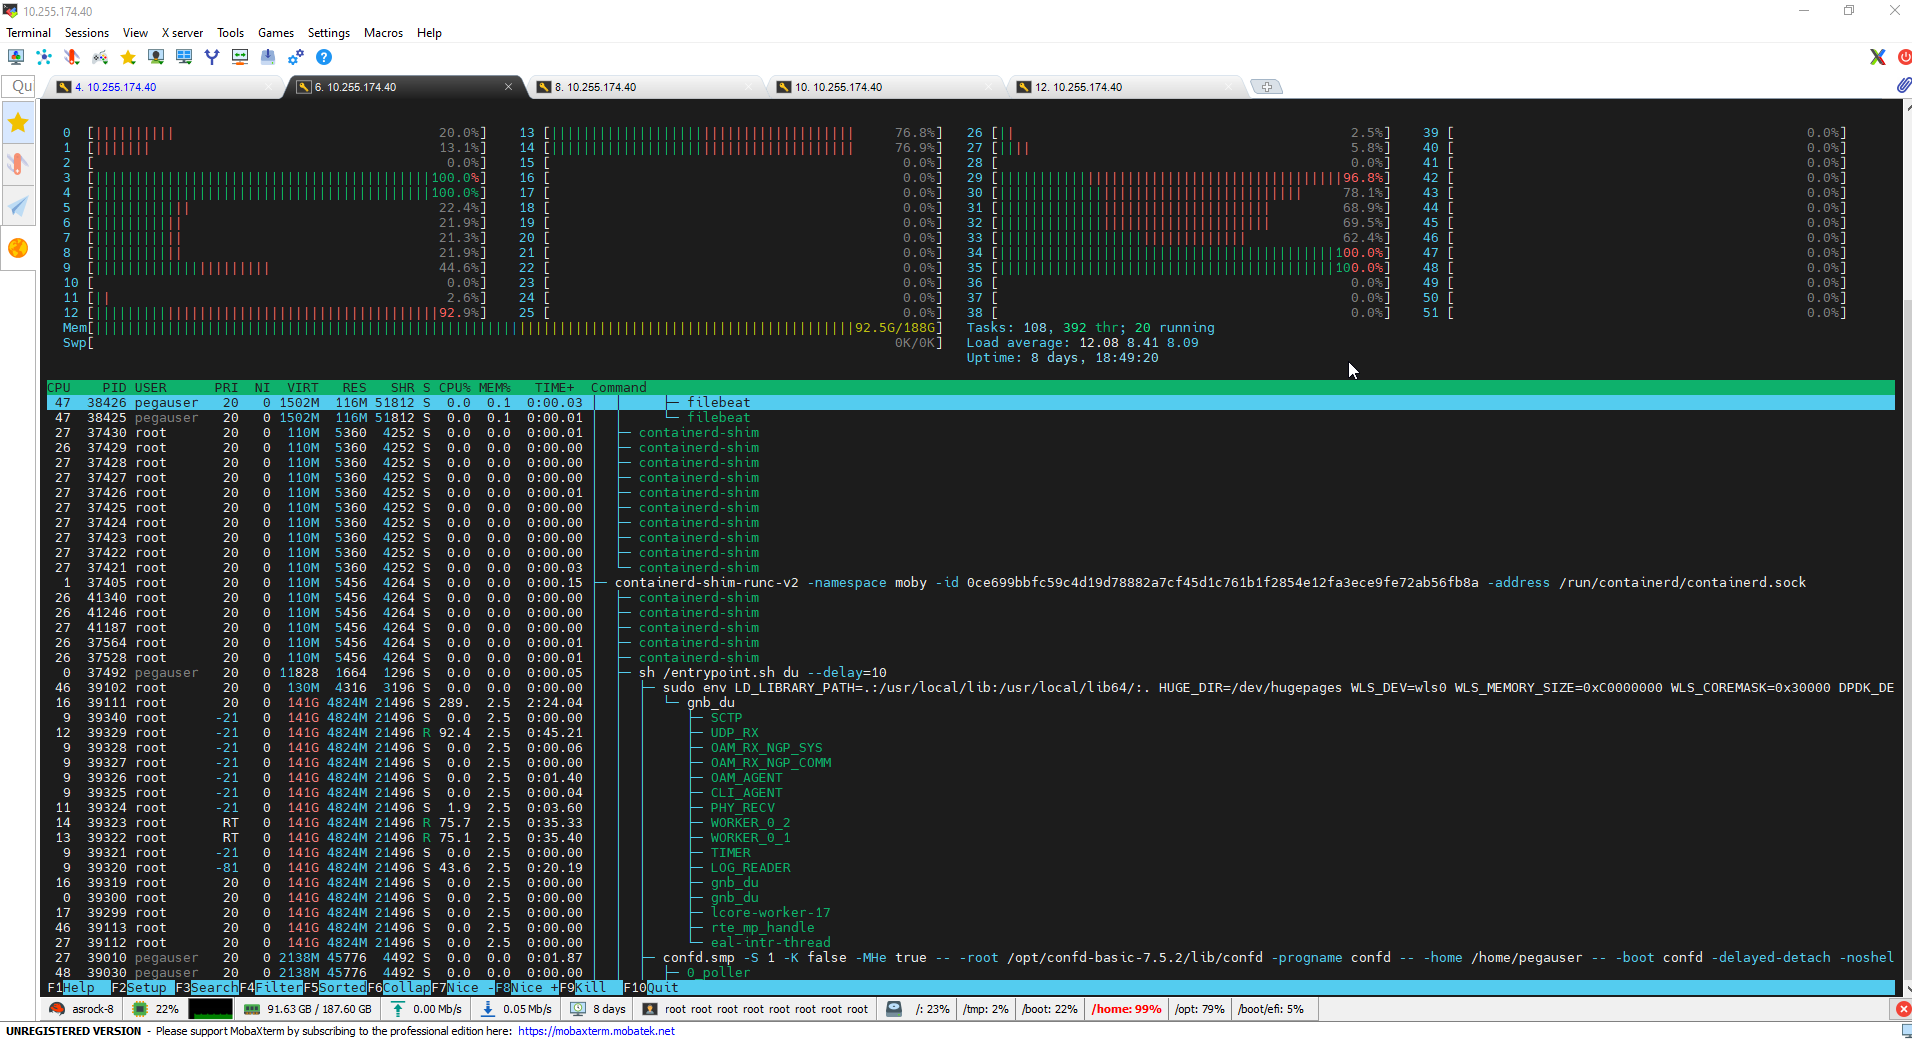 10.255.174.40
Terminal Sessions View X server Tools Games Settings Macros Help
Qu 4. 10.255.174.40 6. 10.255.174.40 8. 10.255.174.40 10. 10.255.174.40 12. 10.255.174.40
0 [ 20.0%] 13 [ 76.8%] 26 [ 2.5%] 39 [ 0.0%]
1 [ 13.1%] 14 [ 76.9%] 27 [ 5.8%] 40 [ 0.0%]
2 [ 0.0%] 15 [ 0.0%] 28 [ 0.0%] 41 [ 0.0%]
3 [100.0%] 16 [ 0.0%] 29 [ 96.8%] 42 [ 0.0%]
4 [100.0%] 17 [ 0.0%] 30 [ 78.1%] 43 [ 0.0%]
5 [ 22.4%] 18 [ 0.0%] 31 [ 68.9%] 44 [ 0.0%]
6 [ 21.9%] 19 [ 0.0%] 32 [ 69.5%] 45 [ 0.0%]
7 [ 21.3%] 20 [ 0.0%] 33 [ 62.4%] 46 [ 0.0%]
8 [ 21.9%] 21 [ 0.0%] 34 [100.0%] 47 [ 0.0%]
9 [ 44.6%] 22 [ 0.0%] 35 [100.0%] 48 [ 0.0%]
10 [ 0.0%] 23 [ 0.0%] 36 [ 0.0%] 49 [ 0.0%]
11 [ 2.6%] 24 [ 0.0%] 37 [ 0.0%] 50 [ 0.0%]
12 [ 92.9%] 25 [ 0.0%] 38 [ 0.0%] 51 [ 0.0%]
Mem[ 92.5G/188G] Tasks: 108, 392 thr; 20 running
Swp[ 0K/0K] Load average: 12.08 8.41 8.09
Uptime: 8 days, 18:49:20
CPU PID USER PRI NI VIRT RES SHR S CPU% MEM% TIME+ Command
47 38426 pegauser 20 0 1502M 116M 51812 S 0.0 0.1 0:00.03 filebeat
47 38425 pegauser 20 0 1502M 116M 51812 S 0.0 0.1 0:00.01 filebeat
27 37430 root 20 0 110M 5360 4252 S 0.0 0.0 0:00.01 containerd-shim
26 37429 root 20 0 110M 5360 4252 S 0.0 0.0 0:00.00 containerd-shim
27 37428 root 20 0 110M 5360 4252 S 0.0 0.0 0:00.00 containerd-shim
27 37427 root 20 0 110M 5360 4252 S 0.0 0.0 0:00.00 containerd-shim
27 37426 root 20 0 110M 5360 4252 S 0.0 0.0 0:00.01 containerd-shim
27 37425 root 20 0 110M 5360 4252 S 0.0 0.0 0:00.00 containerd-shim
27 37424 root 20 0 110M 5360 4252 S 0.0 0.0 0:00.00 containerd-shim
27 37423 root 20 0 110M 5360 4252 S 0.0 0.0 0:00.00 containerd-shim
27 37422 root 20 0 110M 5360 4252 S 0.0 0.0 0:00.00 containerd-shim
27 37421 root 20 0 110M 5360 4252 S 0.0 0.0 0:00.03 containerd-shim
1 37405 root 20 0 110M 5456 4264 S 0.0 0.0 0:00.15 containerd-shim-runc-v2 -namespace moby -id 0ce699bbfc59c4d19d78882a7cf45d1c761b1f2854e12fa3ece9fe72ab56fb8a -address /run/containerd/containerd.sock
26 41340 root 20 0 110M 5456 4264 S 0.0 0.0 0:00.00 containerd-shim
26 41246 root 20 0 110M 5456 4264 S 0.0 0.0 0:00.00 containerd-shim
27 41187 root 20 0 110M 5456 4264 S 0.0 0.0 0:00.00 containerd-shim
26 37564 root 20 0 110M 5456 4264 S 0.0 0.0 0:00.01 containerd-shim
26 37528 root 20 0 110M 5456 4264 S 0.0 0.0 0:00.01 containerd-shim
0 37492 pegauser 20 0 11828 1664 1296 S 0.0 0.0 0:00.05 sh /entrypoint.sh du --delay=10
46 39102 root 20 0 130M 4316 3196 S 0.0 0.0 0:00.00 sudo env LD_LIBRARY_PATH=.:/usr/local/lib:/usr/local/lib64/:. HUGE_DIR=/dev/hugepages WLS_DEV=wls0 WLS_MEMORY_SIZE=0xC0000000 WLS_COREMASK=0x30000 DPDK_DE
16 39111 root 20 0 141G 4824M 21496 S 289. 2.5 2:24.04 gnb_du
9 39340 root -21 0 141G 4824M 21496 S 0.0 2.5 0:00.00 SCTP
12 39329 root -21 0 141G 4824M 21496 R 92.4 2.5 0:45.21 UDP_RX
9 39328 root -21 0 141G 4824M 21496 S 0.0 2.5 0:00.06 OAM_RX_NGP_SYS
9 39327 root -21 0 141G 4824M 21496 S 0.0 2.5 0:00.00 OAM_RX_NGP_COMM
9 39326 root -21 0 141G 4824M 21496 S 0.0 2.5 0:01.40 OAM_AGENT
9 39325 root -21 0 141G 4824M 21496 S 0.0 2.5 0:00.04 CLI_AGENT
11 39324 root -21 0 141G 4824M 21496 S 1.9 2.5 0:03.60 PHY_RECV
14 39323 root RT 0 141G 4824M 21496 R 75.7 2.5 0:35.33 WORKER_0_2
13 39322 root RT 0 141G 4824M 21496 R 75.1 2.5 0:35.40 WORKER_0_1
9 39321 root -21 0 141G 4824M 21496 S 0.0 2.5 0:00.00 TIMER
9 39320 root -81 0 141G 4824M 21496 S 43.6 2.5 0:20.19 LOG_READER
16 39319 root 20 0 141G 4824M 21496 S 0.0 2.5 0:00.00 gnb_du
0 39300 root 20 0 141G 4824M 21496 S 0.0 2.5 0:00.00 gnb_du
17 39299 root 20 0 141G 4824M 21496 S 0.0 2.5 0:00.00 lcore-worker-17
46 39113 root 20 0 141G 4824M 21496 S 0.0 2.5 0:00.00 rte_mp_handle
27 39112 root 20 0 141G 4824M 21496 S 0.0 2.5 0:00.00 eal-intr-thread
27 39010 pegauser 20 0 2138M 45776 4492 S 0.0 0.0 0:01.87 confd.smp -S 1 -K false -MHe true -- -root /opt/confd-basic-7.5.2/lib/confd -progname confd -- -home /home/pegauser -- -boot confd -delayed-detach -noshel
48 39030 pegauser 20 0 2138M 45776 4492 S 0.0 0.0 0:00.00 0_poller
F1Help F2Setup F3SearchF4FilterF5SortedF6CollapF7Nice -F8Nice +F9Kill F10Quit
asrock-8 22% 91.63 GB / 187.60 GB 0.00 Mb/s 0.05 Mb/s 8 days root root root root root root root root /: 23% /tmp: 2% /boot: 22% /home: 99% /opt: 79% /boot/efi: 5%
UNREGISTERED VERSION - Please support MobaXterm by subscribing to the professional edition here: https://mobaxterm.mobatek.net